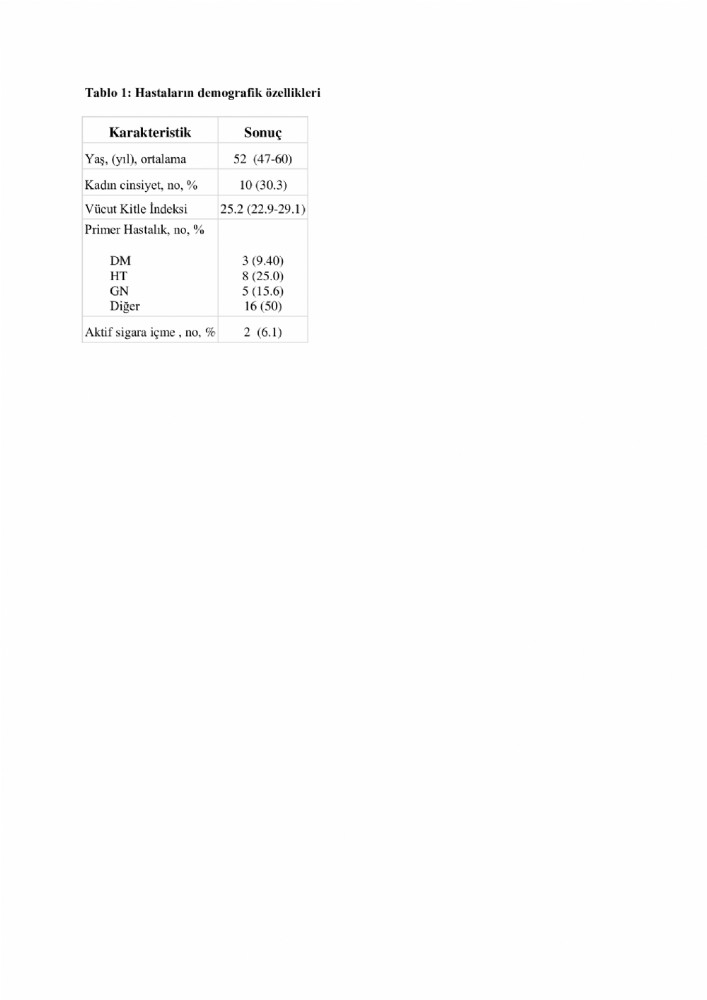 Tablo 1: Hastaların demografik özellikleri
Karakteristik Sonuç
Yaş, (yıl), ortalama 52 (47-60)
Kadın cinsiyet, no, % 10 (30.3)
Vücut Kitle İndeksi 25.2 (22.9-29.1)
Primer Hastalık, no, %
DM 3 (9.40)
HT 8 (25.0)
GN 5 (15.6)
Diğer 16 (50)
Aktif sigara içme , no, % 2 (6.1)